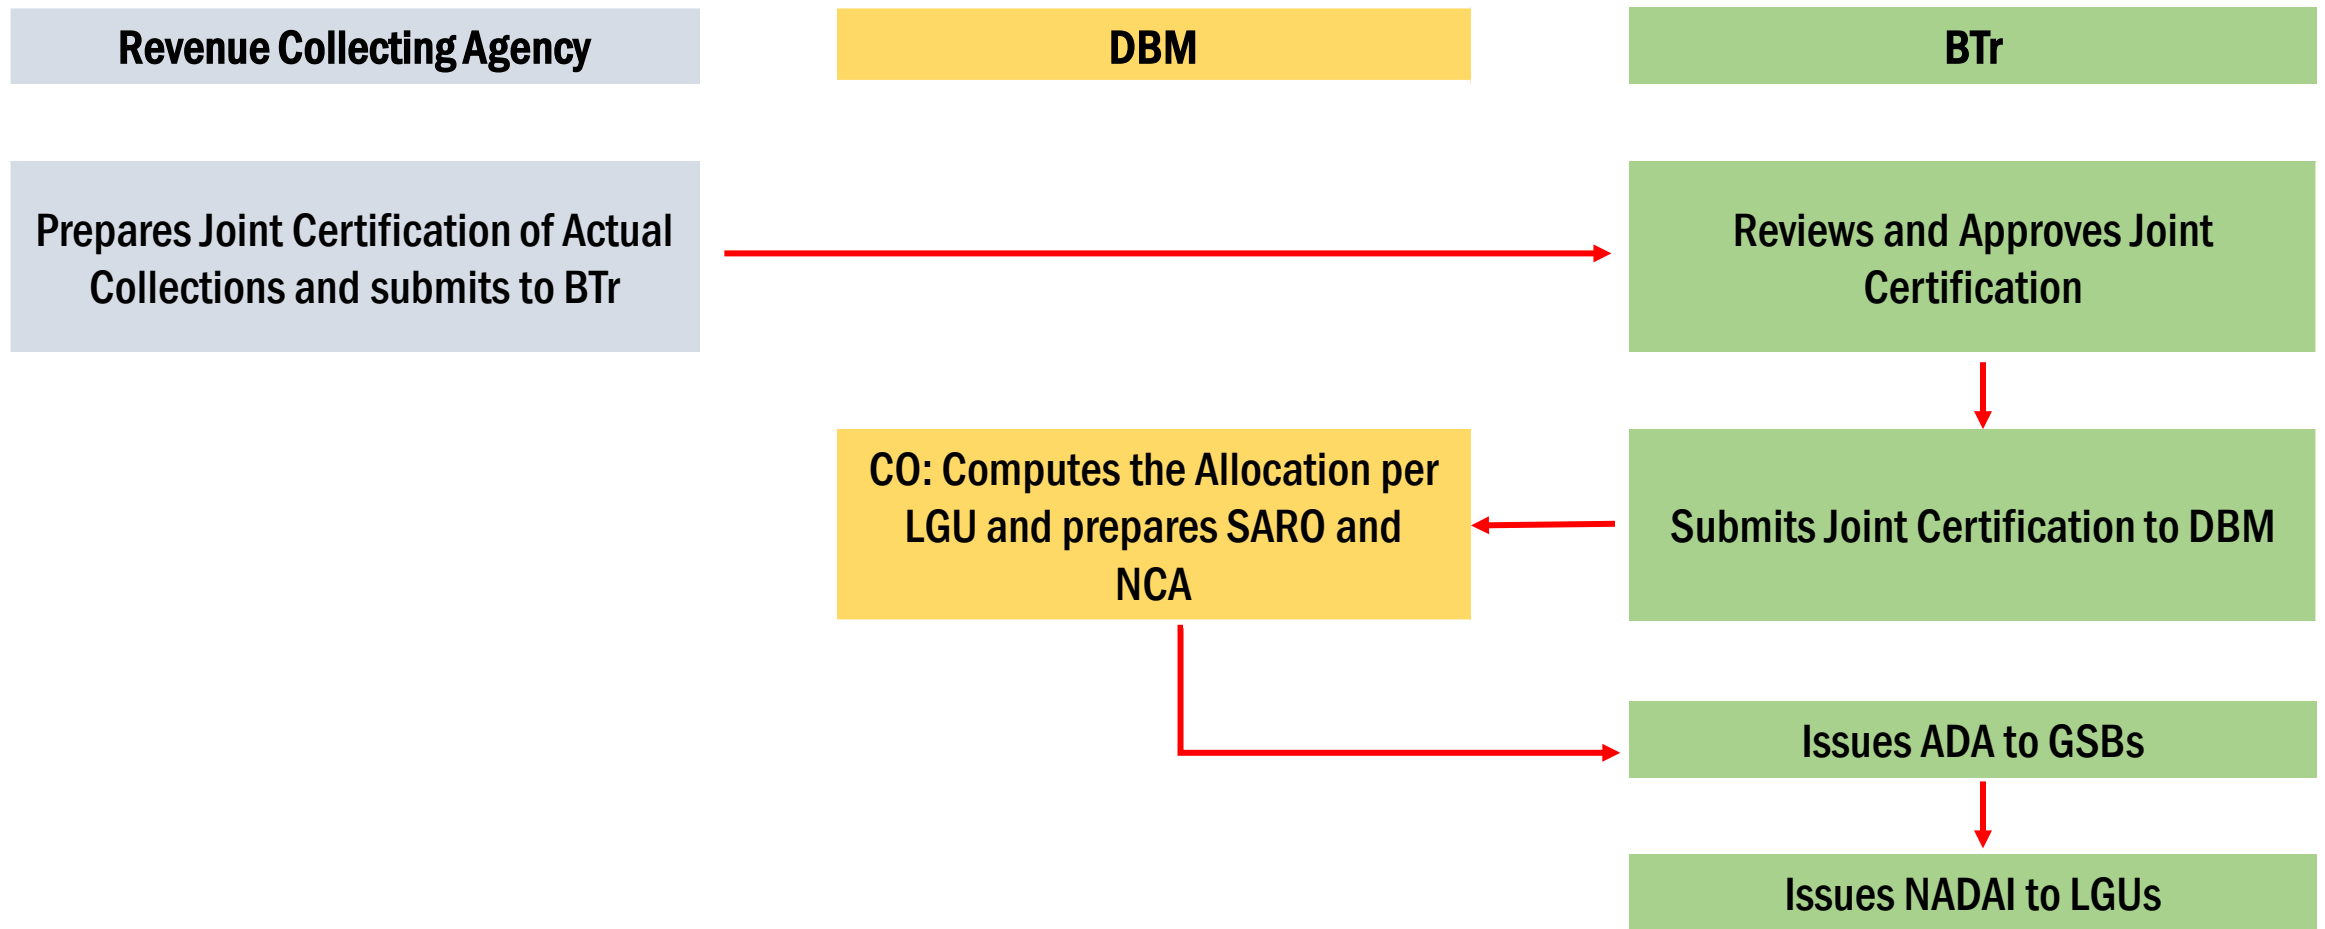 Revenue Collecting Agency
DBM
BTr
Prepares Joint Certification of Actual
Collections and submits to BTr
Reviews and Approves Joint
Certification
CO: Computes the Allocation per
LGU and prepares SARO and
NCA
Submits Joint Certification to DBM
Issues ADA to GSBs
Issues NADAI to LGUs